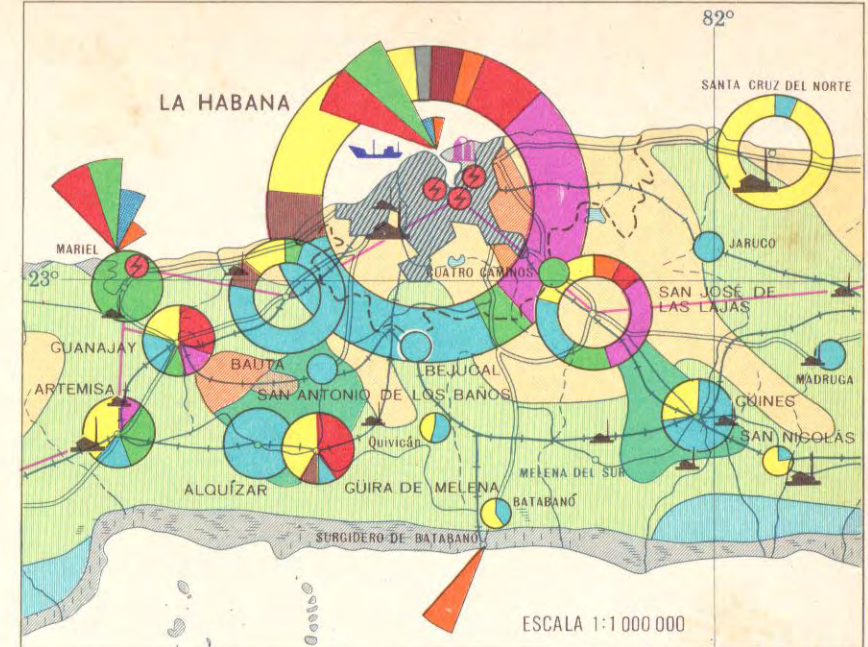 82°
SANTA CRUZ DEL NORTE
LA HABANA
MARIEL
JARUCO
23°
CUATRO CAMINOS
SAN JOSÉ DE
LAS LAJAS
GUANAJAY
BAUTA
BEJUCAL
MADRUGA
ARTEMISA
SAN ANTONIO DE LOS BAÑOS
GÜINES
Quivicán
SAN NICOLÁS
MELENA DEL SUR
ALQUÍZAR
GÜIRA DE MELENA
BATABANÓ
SURGIDERO DE BATABANÓ
ESCALA 1:1 000 000